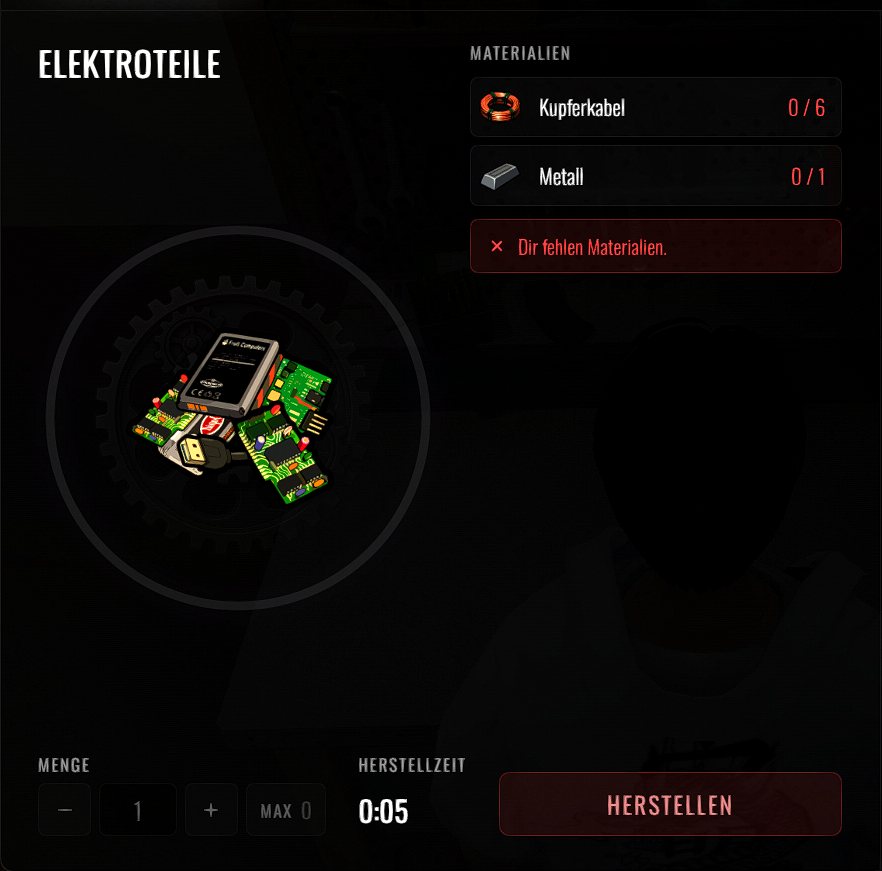 ELEKTROTEILE
MATERIALIEN
Kupferkabel 0 / 6
Metall 0 / 1
× Dir fehlen Materialien.
MENGE
− 1 + MAX 0
HERSTELLZEIT
0:05
HERSTELLEN